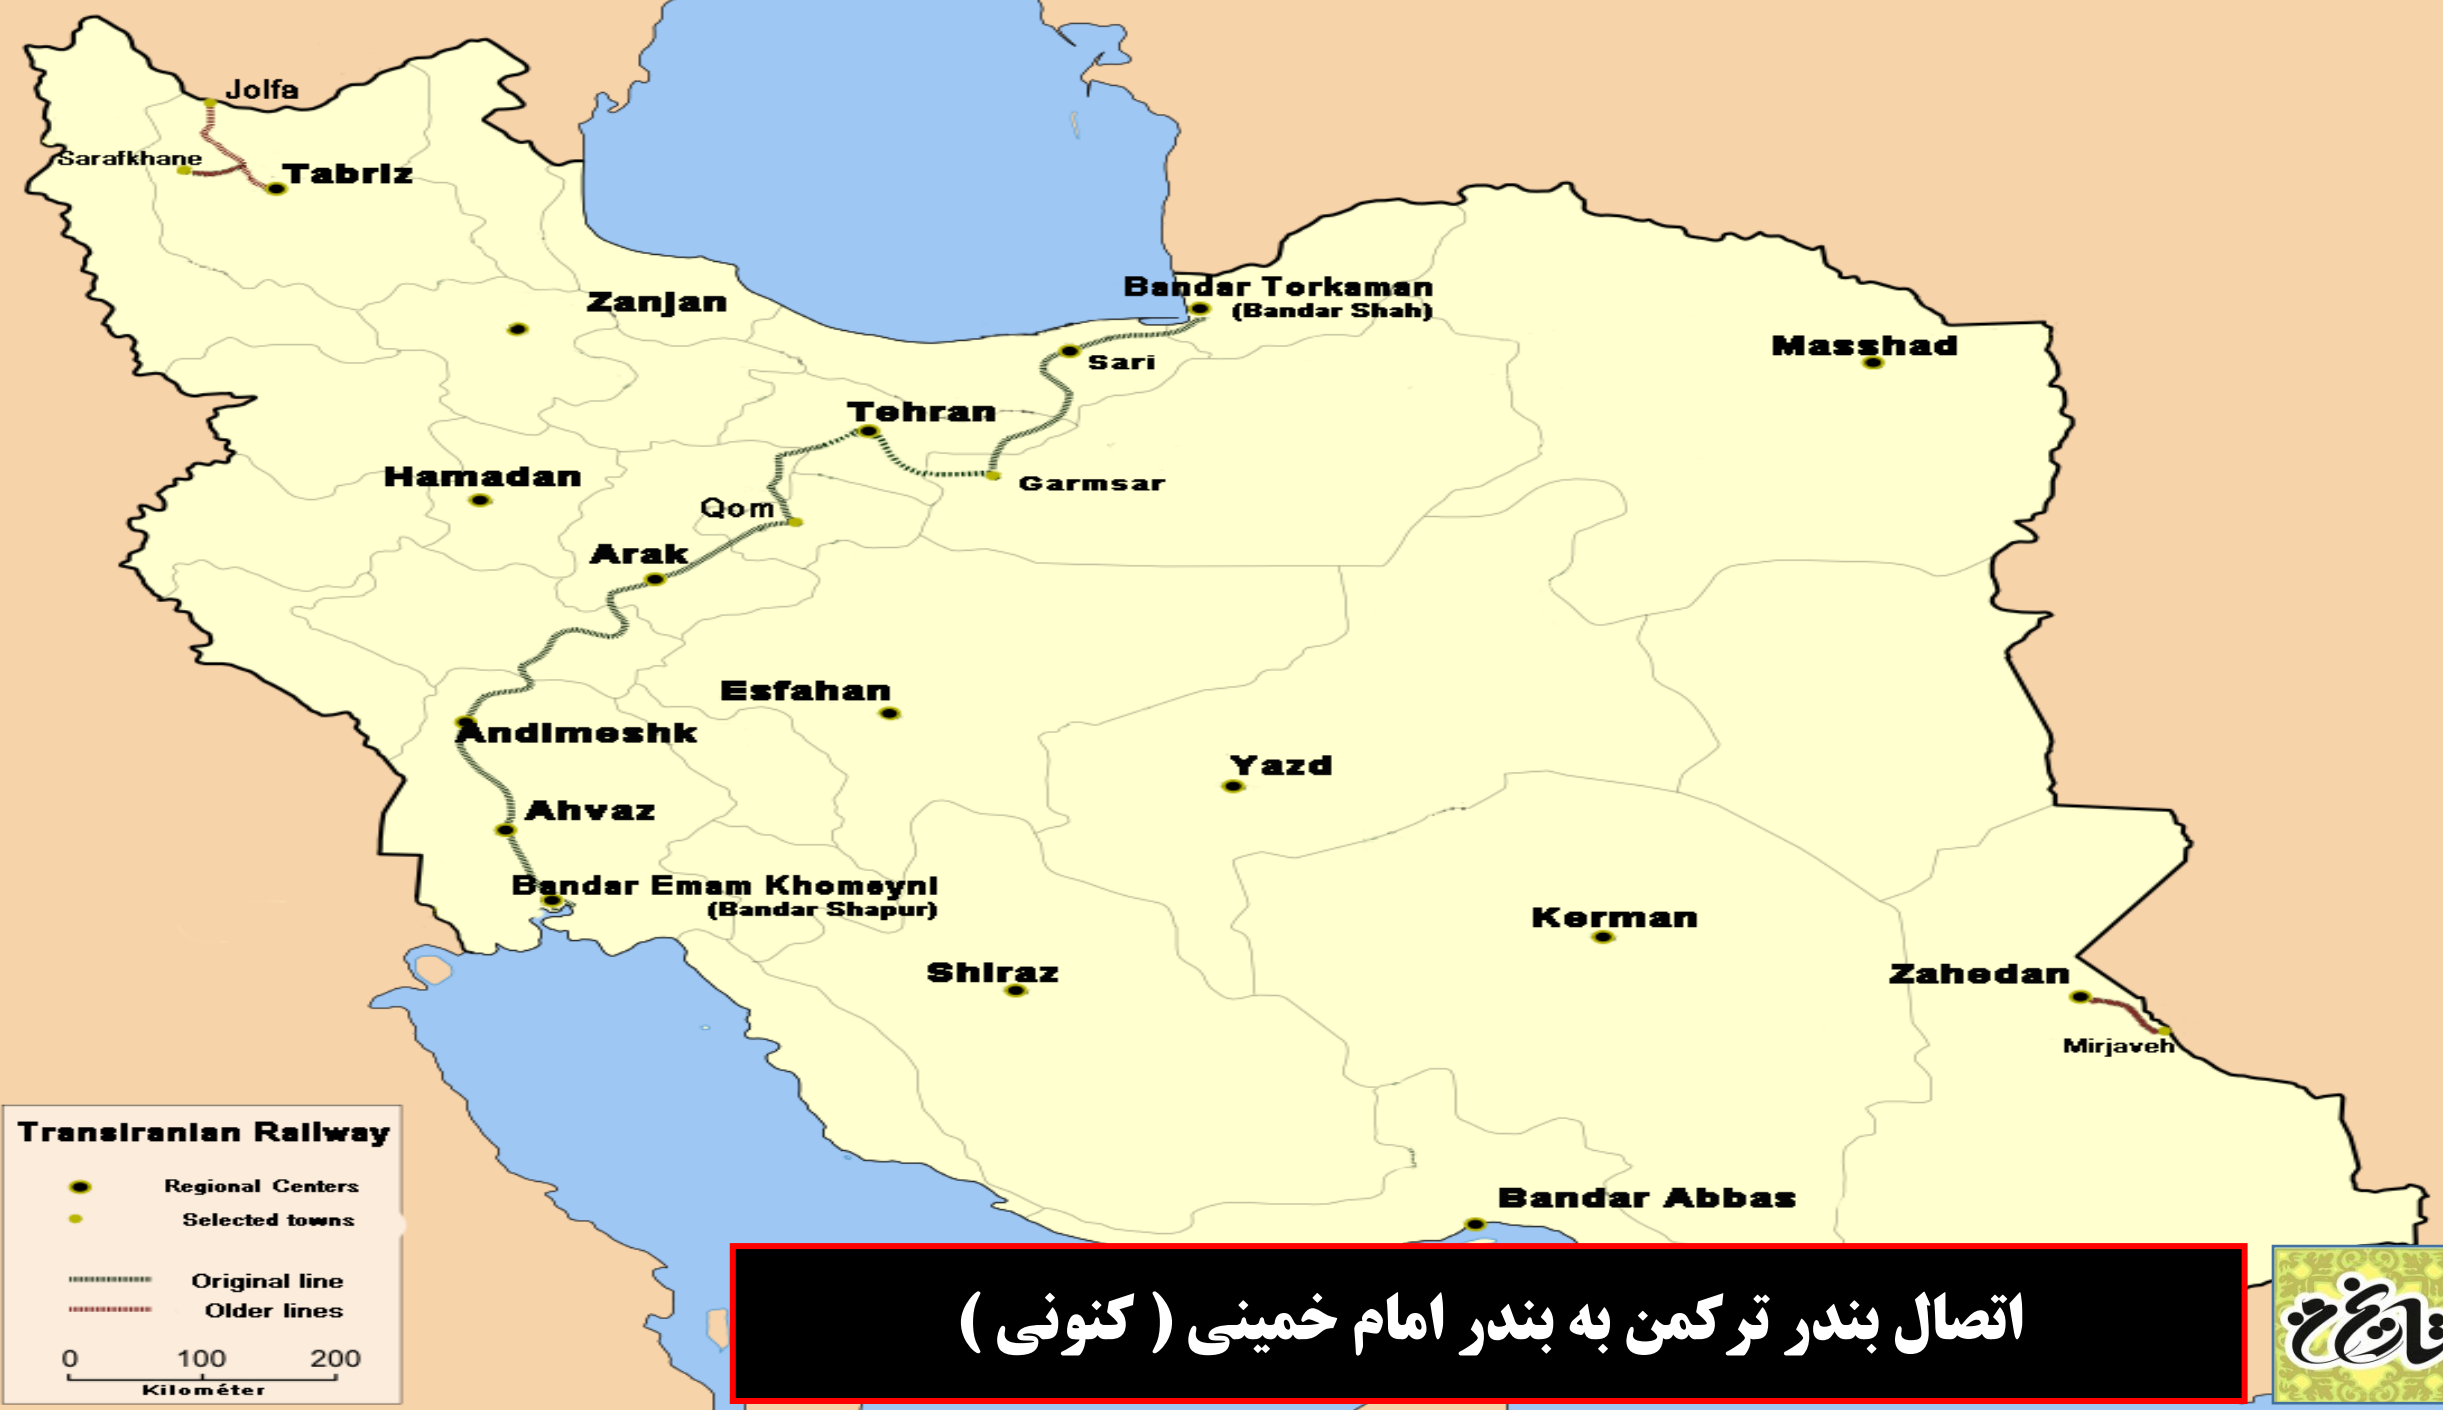 Jolfa
Sarafkhane
Tabriz
Zanjan
Bandar Torkaman
(Bandar Shah)
Masshad
Sari
Tehran
Hamadan
Garmsar
Qom
Arak
Esfahan
Andimeshk
Yazd
Ahvaz
Bandar Emam Khomeyni
(Bandar Shapur)
Kerman
Shiraz
Zahedan
Mirjaveh
Transiranian Railway
Regional Centers
Selected towns
Original line
Older lines
0 100 200
Kilométer
Bandar Abbas
اتصال بندر ترکمن به بندر امام خمینی ( کنونی )